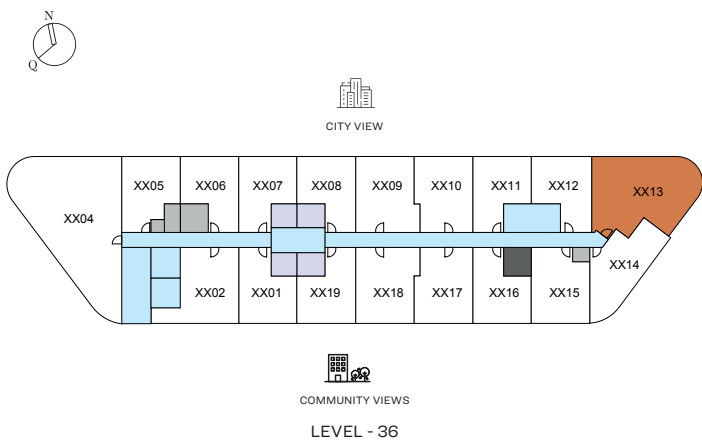 N
Q
CITY VIEW
XX05 XX06 XX07 XX08 XX09 XX10 XX11 XX12 XX13
XX04
XX14
XX02 XX01 XX19 XX18 XX17 XX16 XX15
COMMUNITY VIEWS
LEVEL - 36